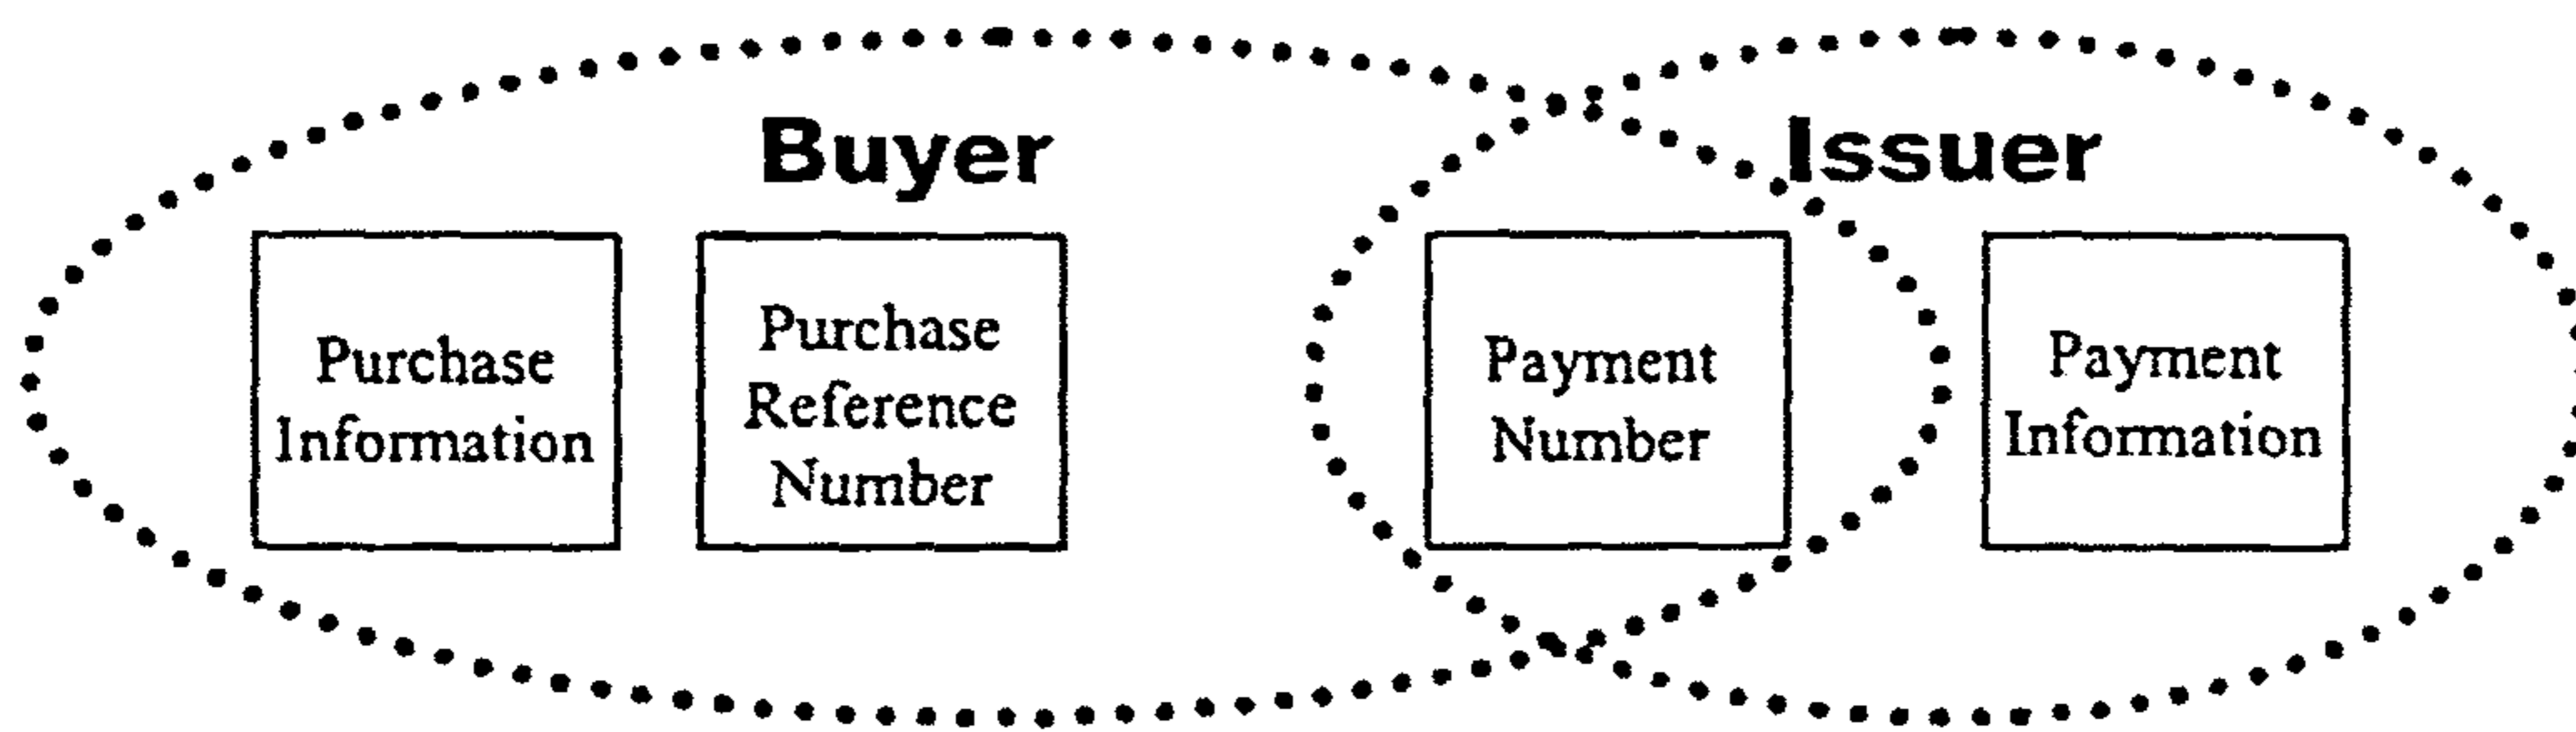 Buyer
Issuer
Purchase
Information
Purchase
Reference
Number
Payment
Number
Payment
Information